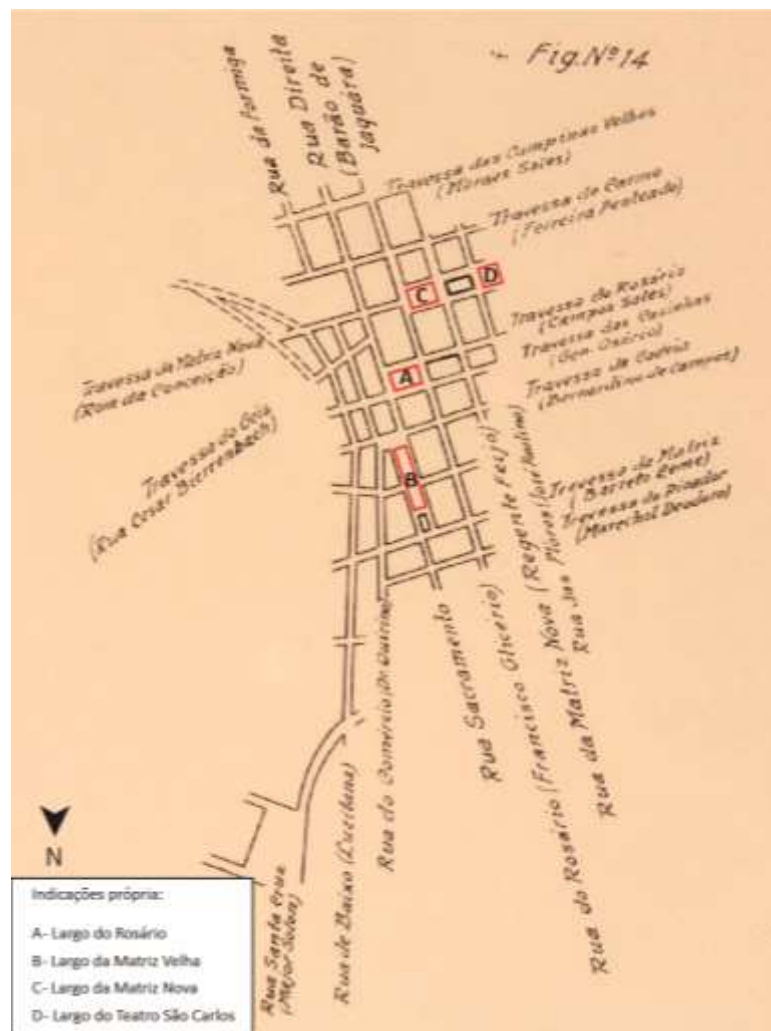 Fig. Nº 14
Rua da Formiga
Rua Direita
(Barão de
Jaguára)
Travessa das Campinas Velhas
(Moraes Sales)
Travessa do Carmo
(Ferreira Penteado)
D
C
Travessa do Rosário
(Campos Sales)
Travessa das Casinhas
(Gen. Osório)
Travessa da Cadeia
(Bernardino de Campos)
Travessa da Matriz Nova
(Rua da Conceição)
A
Travessa do Góis
(Rua Cesar Bierrenbach)
B
Travessa da Matriz
(Barreto Leme)
Travessa do Picador
(Marechal Deodoro)
Rua Santa Cruz
(Major Solon)
Rua de Baixo (Luzitana)
Rua do Comércio (Dr. Quirino)
Rua Sacramento
Rua do Rosário (Francisco Glicerio)
Rua da Matriz Nova (Regente Feijó)
Rua das Flores (José Paulino)
N
Indicações própria:
A- Largo do Rosário
B- Largo da Matriz Velha
C- Largo da Matriz Nova
D- Largo do Teatro São Carlos